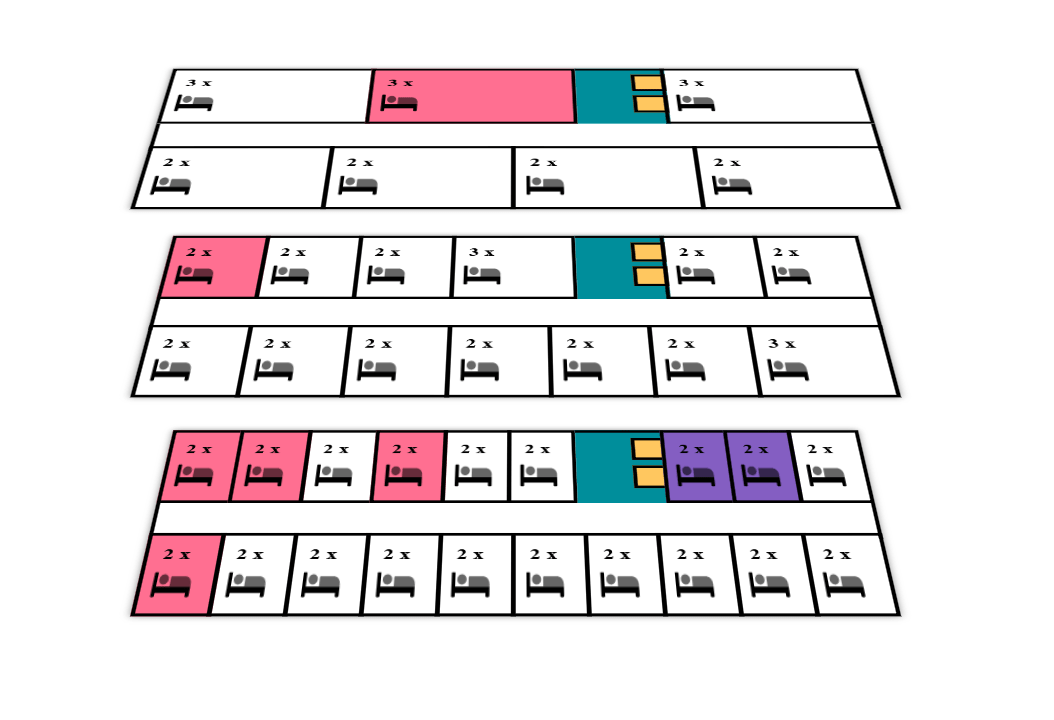 3 x 3 x 3 x
2 x 2 x 2 x 2 x
2 x 2 x 2 x 3 x 2 x 2 x
2 x 2 x 2 x 2 x 2 x 2 x 3 x
2 x 2 x 2 x 2 x 2 x 2 x 2 x 2 x 2 x
2 x 2 x 2 x 2 x 2 x 2 x 2 x 2 x 2 x 2 x